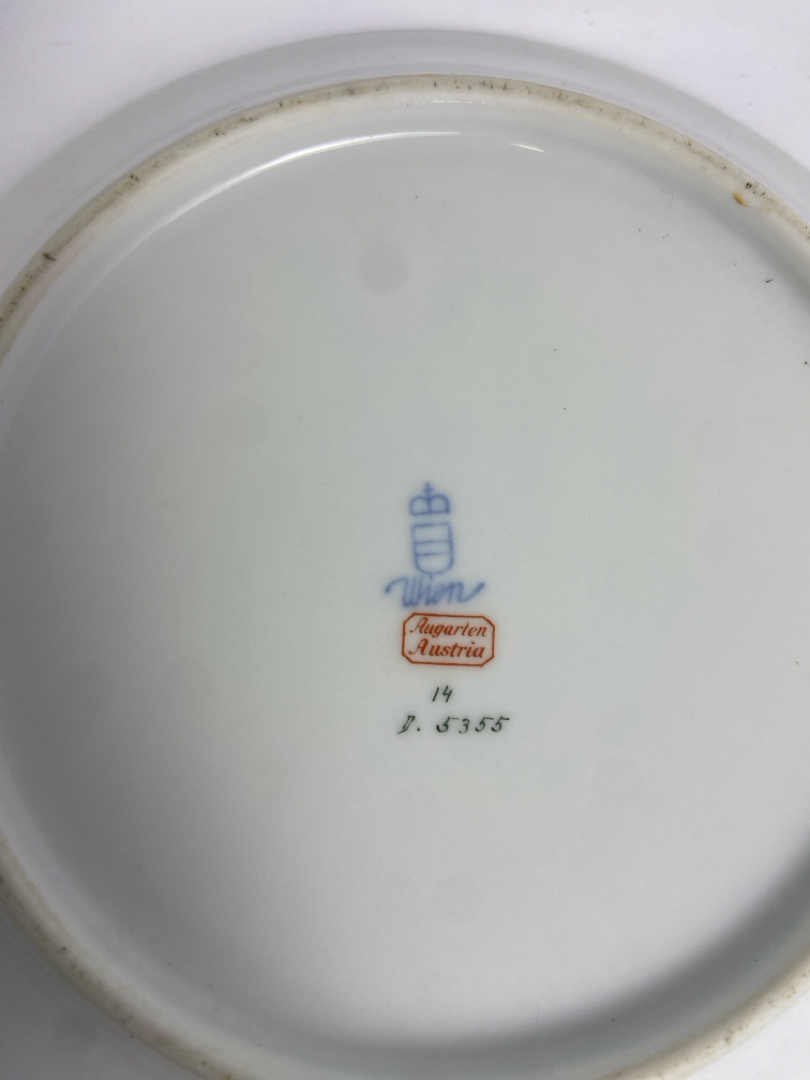 Wien
Augarten
Austria
14
D. 5355